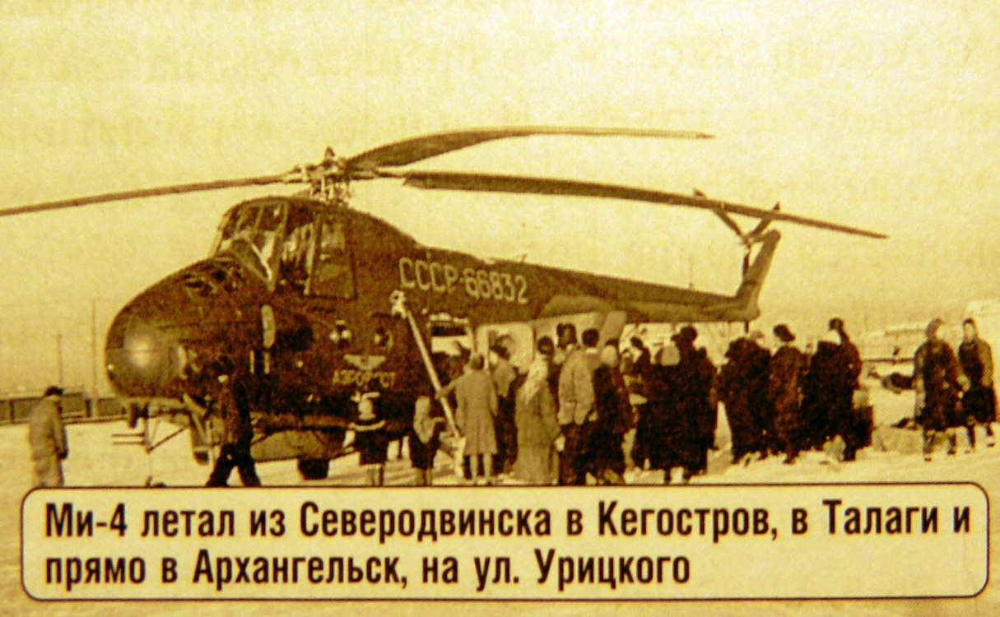 СССР-66832
АЭРОФЛОТ
Ми-4 летал из Северодвинска в Кегостров, в Талаги и
прямо в Архангельск, на ул. Урицкого